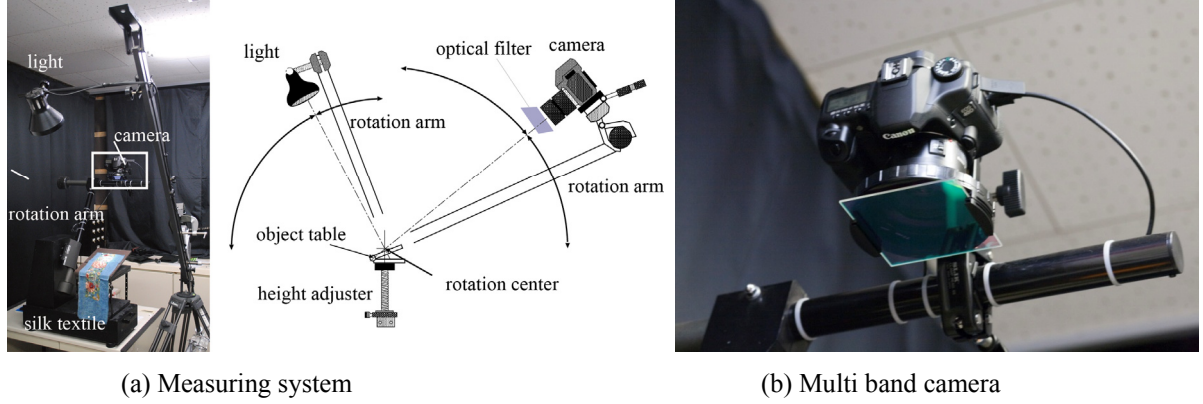 light
camera
rotation arm
silk textile
light
optical filter
camera
rotation arm
rotation arm
object table
rotation center
height adjuster
Canon
(a) Measuring system
(b) Multi band camera